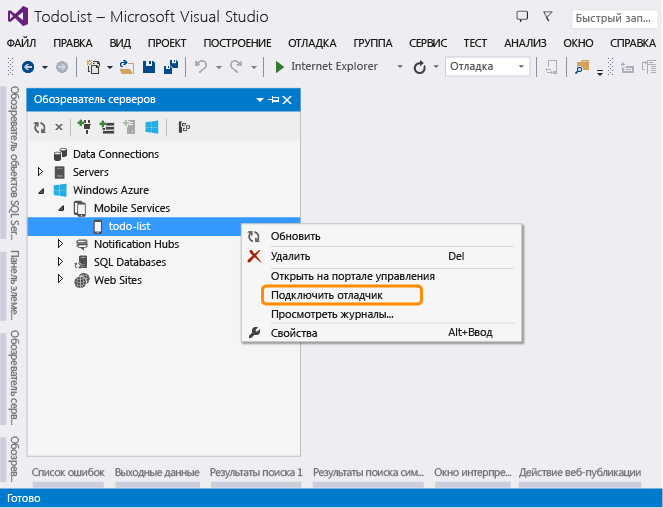 TodoList – Microsoft Visual Studio
Быстрый зап...
ФАЙЛ ПРАВКА ВИД ПРОЕКТ ПОСТРОЕНИЕ ОТЛАДКА ГРУППА СЕРВИС ТЕСТ АНАЛИЗ ОКНО СПРАВКА
Internet Explorer Отладка
Обозреватель объектов SQL Ser...
Панель элеме...
Обозреватель серв...
Обозрев...
Обозреватель серверов
Data Connections
Servers
Windows Azure
Mobile Services
todo-list
Notification Hubs
SQL Databases
Web Sites
Обновить
Удалить Del
Открыть на портале управления
Подключить отладчик
Просмотреть журналы...
Свойства Alt+Ввод
Список ошибок Выходные данные Результаты поиска 1 Результаты поиска сим... Окно интерпре... Действие веб-публикации
Готово